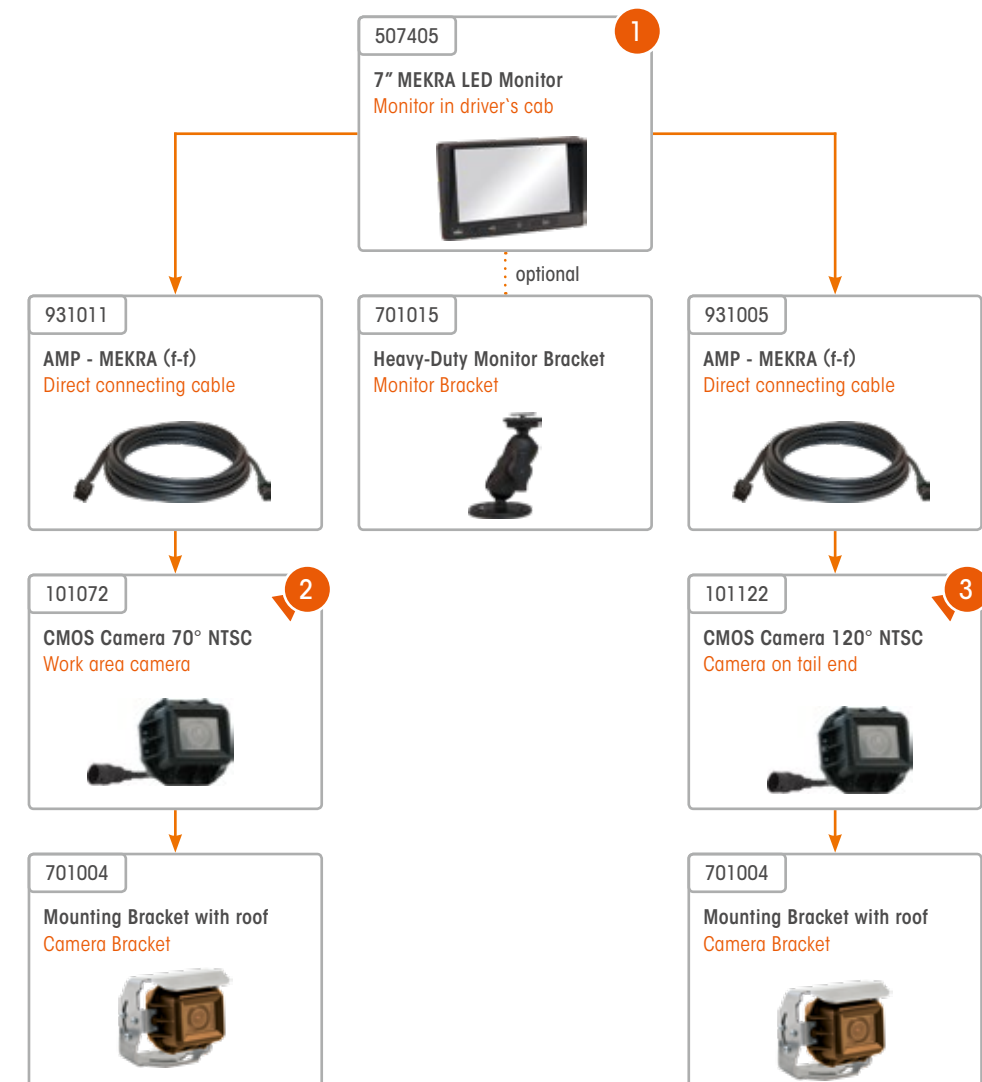 507405
1
7” MEKRA LED Monitor
Monitor in driver‵s cab
optional
931011
AMP - MEKRA (f-f)
Direct connecting cable
701015
Heavy-Duty Monitor Bracket
Monitor Bracket
931005
AMP - MEKRA (f-f)
Direct connecting cable
101072
2
CMOS Camera 70° NTSC
Work area camera
101122
3
CMOS Camera 120° NTSC
Camera on tail end
701004
Mounting Bracket with roof
Camera Bracket
701004
Mounting Bracket with roof
Camera Bracket